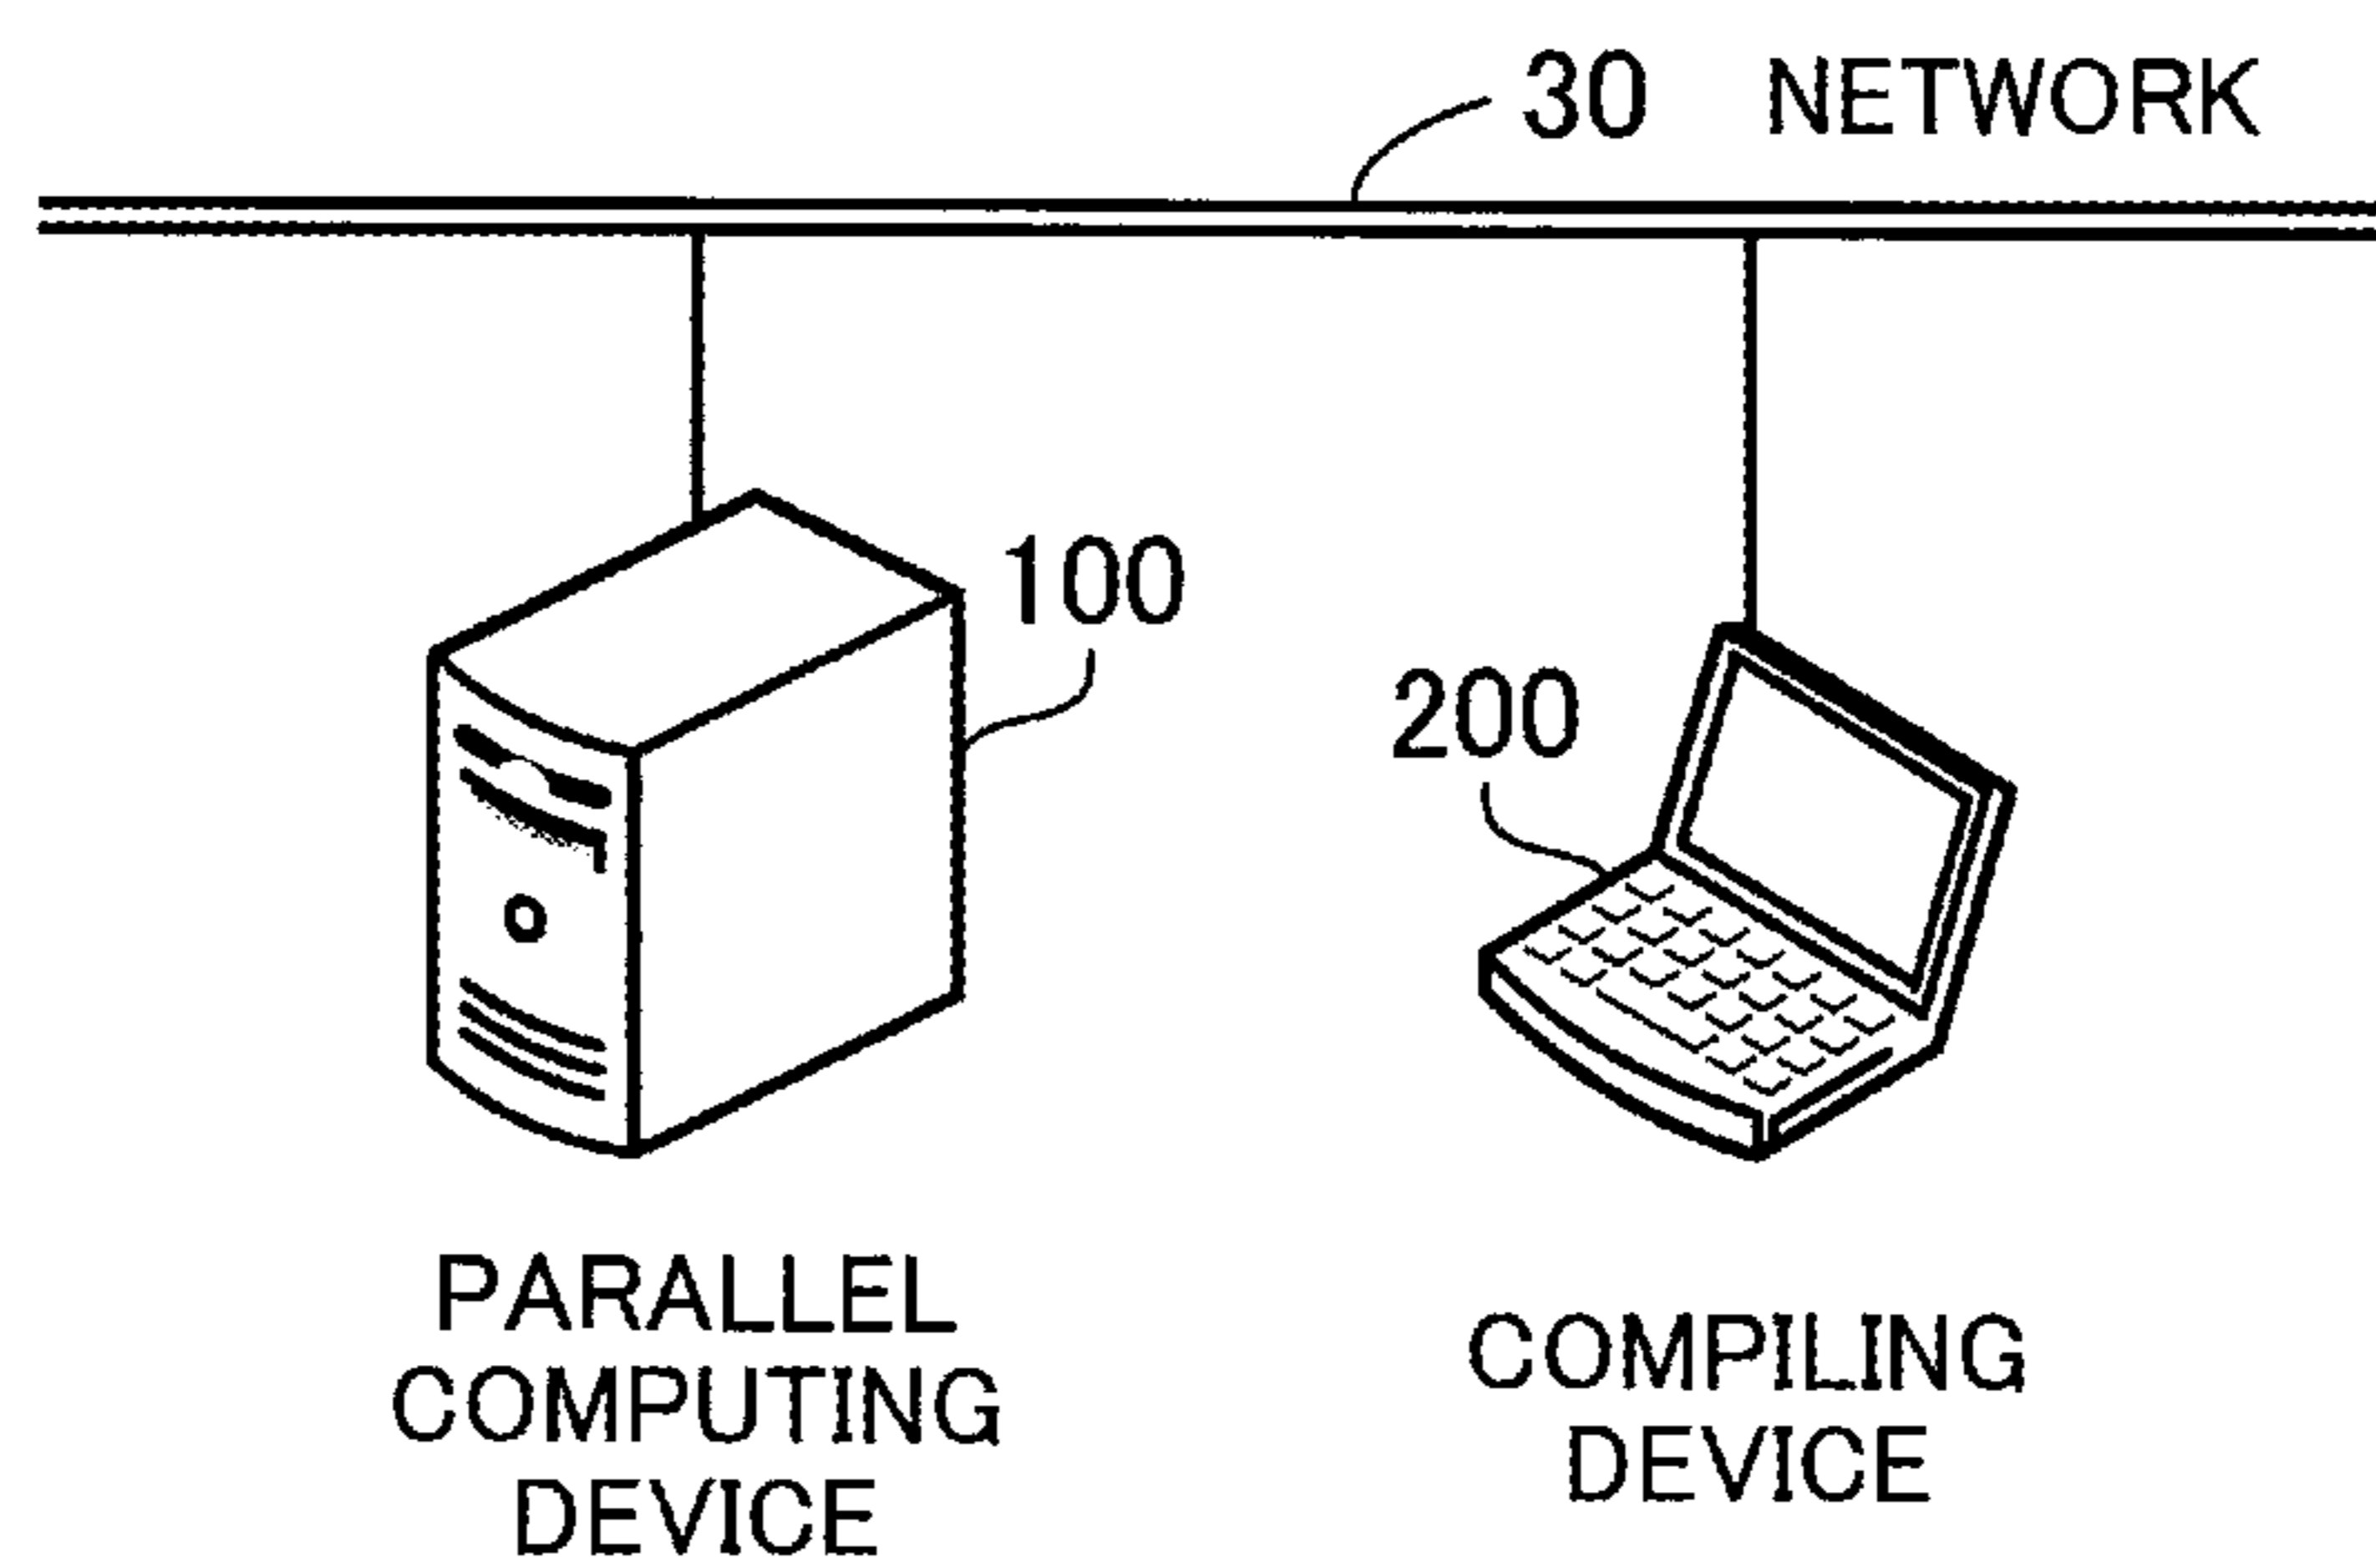 30 NETWORK
100
200
PARALLEL
COMPUTING
DEVICE
COMPILING
DEVICE